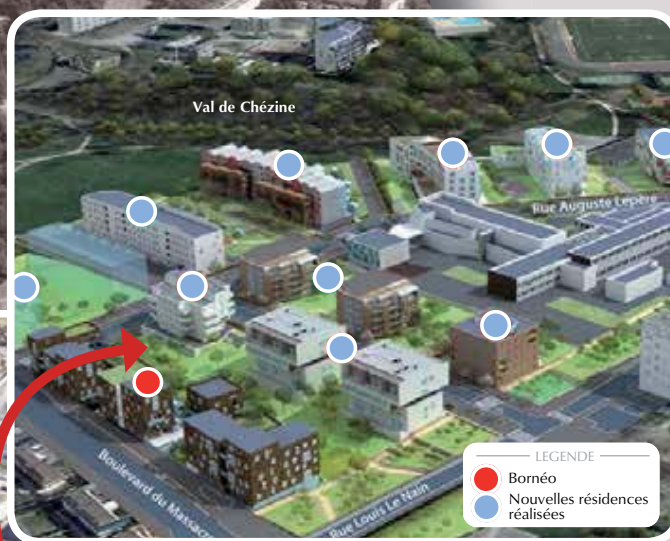 Val de Chézine
Rue Auguste Lepère
Boulevard du Massacre
Rue Louis Le Nain
LEGENDE
Bornéo
Nouvelles résidences
réalisées